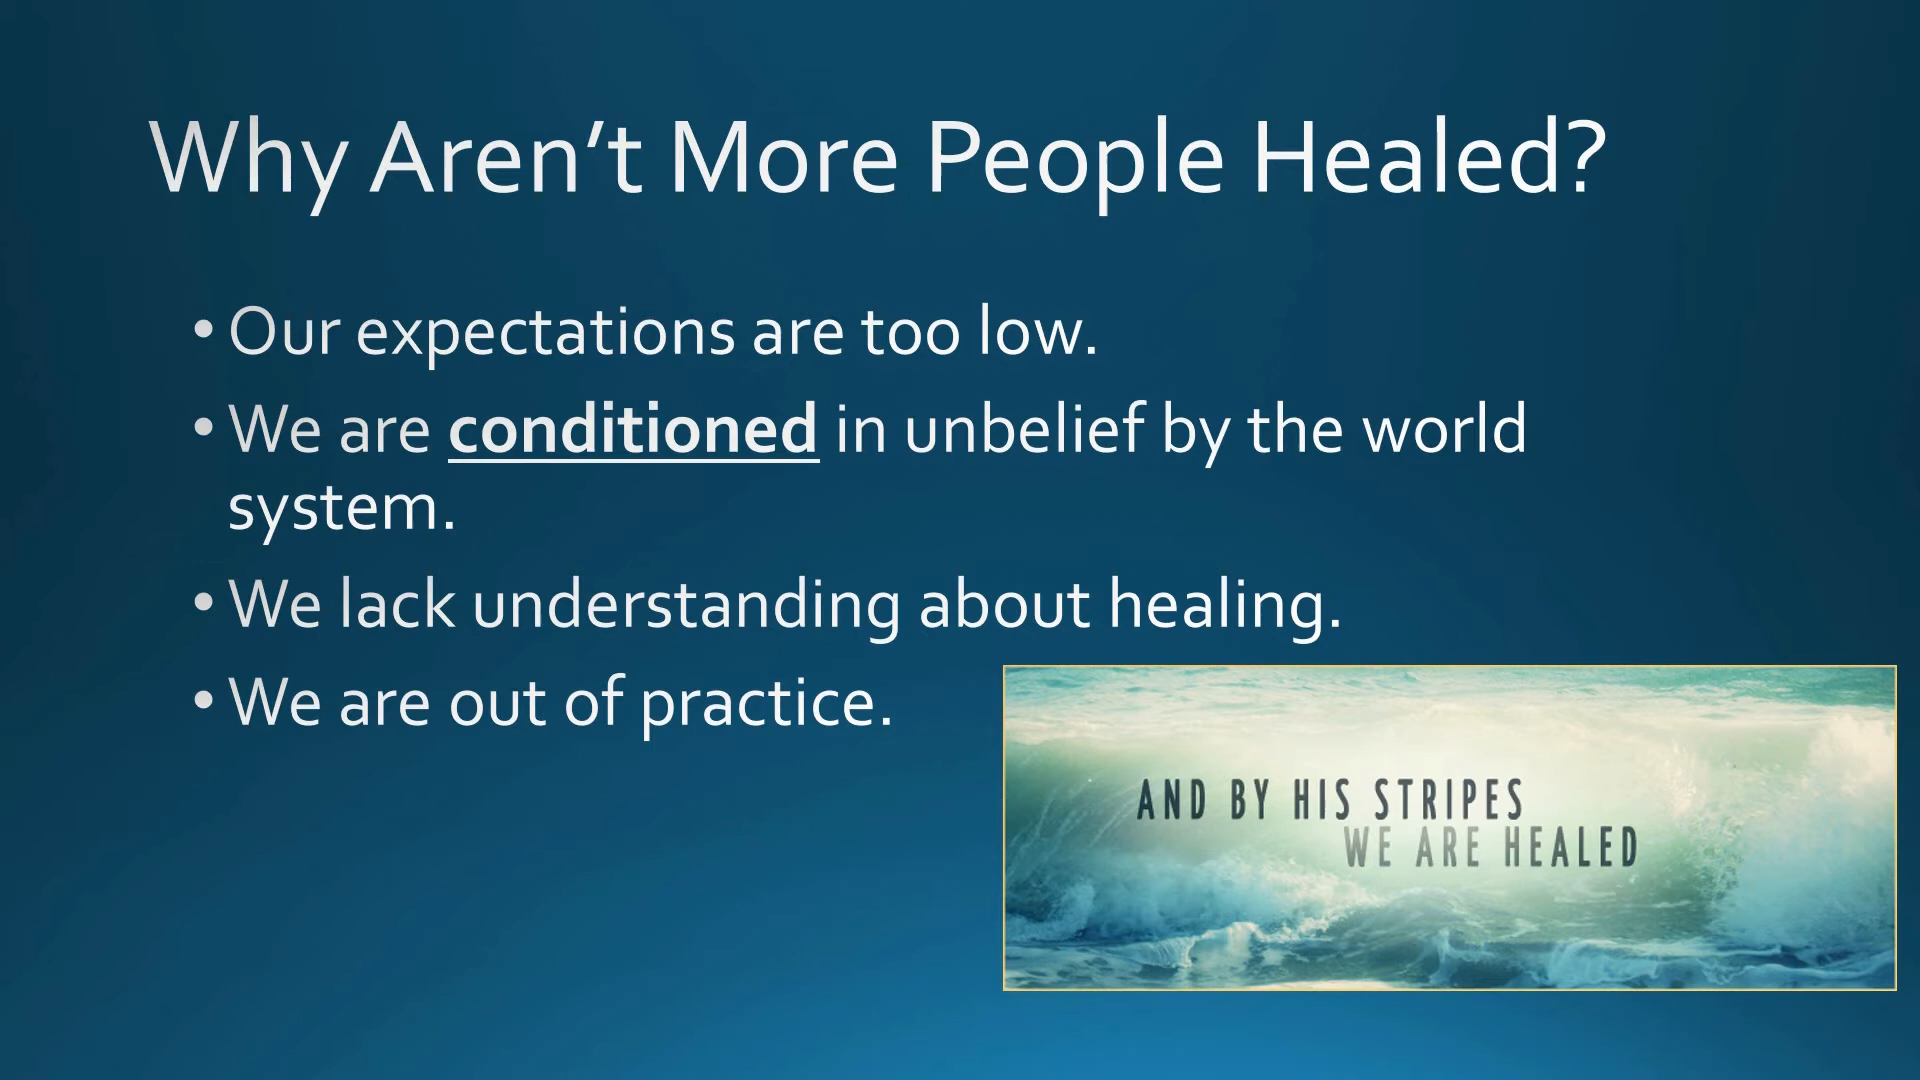 Why Aren’t More People Healed?
• Our expectations are too low.
• We are conditioned in unbelief by the world
system.
• We lack understanding about healing.
• We are out of practice.
AND BY HIS STRIPES
WE ARE HEALED